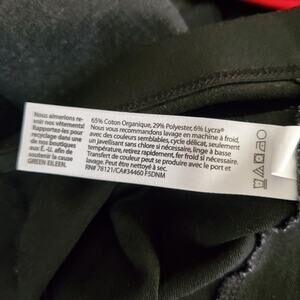 Nous aimerions re-
voir nos vêtements!
Rapportez-les pour
recyclage dans une
de nos boutiques
aux É.-U. afin de
soutenir la cause
GREEN EILEEN.
65% Coton Organique, 29% Polyester, 6% Lycra®
Nous vous recommandons lavage en machine à froid,
avec des couleurs semblables, cycle délicat, seulement
un javellisant sans chlore si nécessaire, linge à basse
température, retirez rapidement, fer si nécessaire, froid.
Transfert de couleur peut se produire avec le port et
lavage. Peut être nettoyé à sec.
RN# 78121/CA#34460 F5DNM